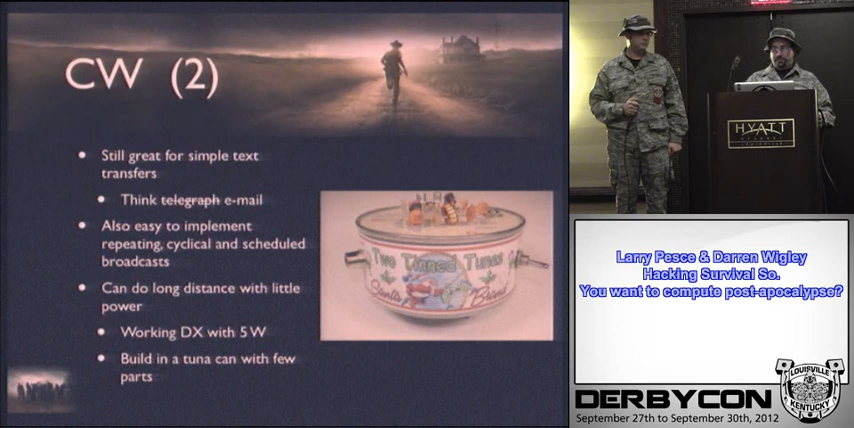 CW (2)
Still great for simple text
transfers
Think telegraph e-mail
Also easy to implement
repeating, cyclical and scheduled
broadcasts
Can do long distance with little
power
Working DX with 5 W
Build in a tuna can with few
parts
Two Tinned Tunas
HYATT
Larry Pesce & Darren Wigley
Hacking Survival So.
You want to compute post-apocalypse?
DERBYCON
September 27th to September 30th, 2012
LOUISVILLE
KENTUCKY